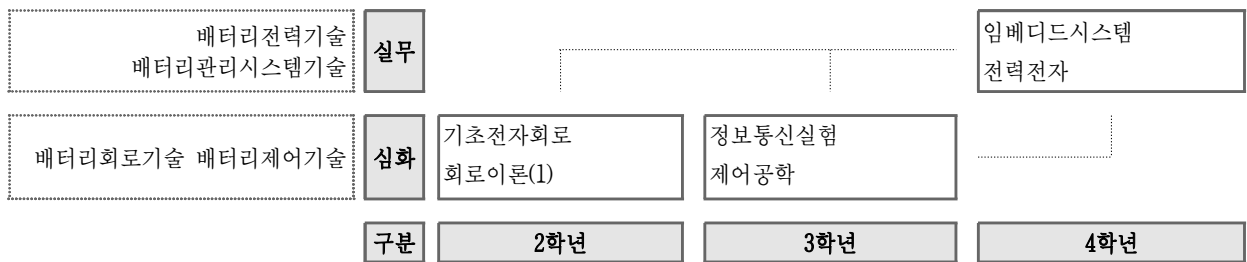 배터리전력기술
배터리관리시스템기술
실무
임베디드시스템
전력전자
배터리회로기술 배터리제어기술
심화
기초전자회로
회로이론(1)
정보통신실험
제어공학
구분
2학년
3학년
4학년